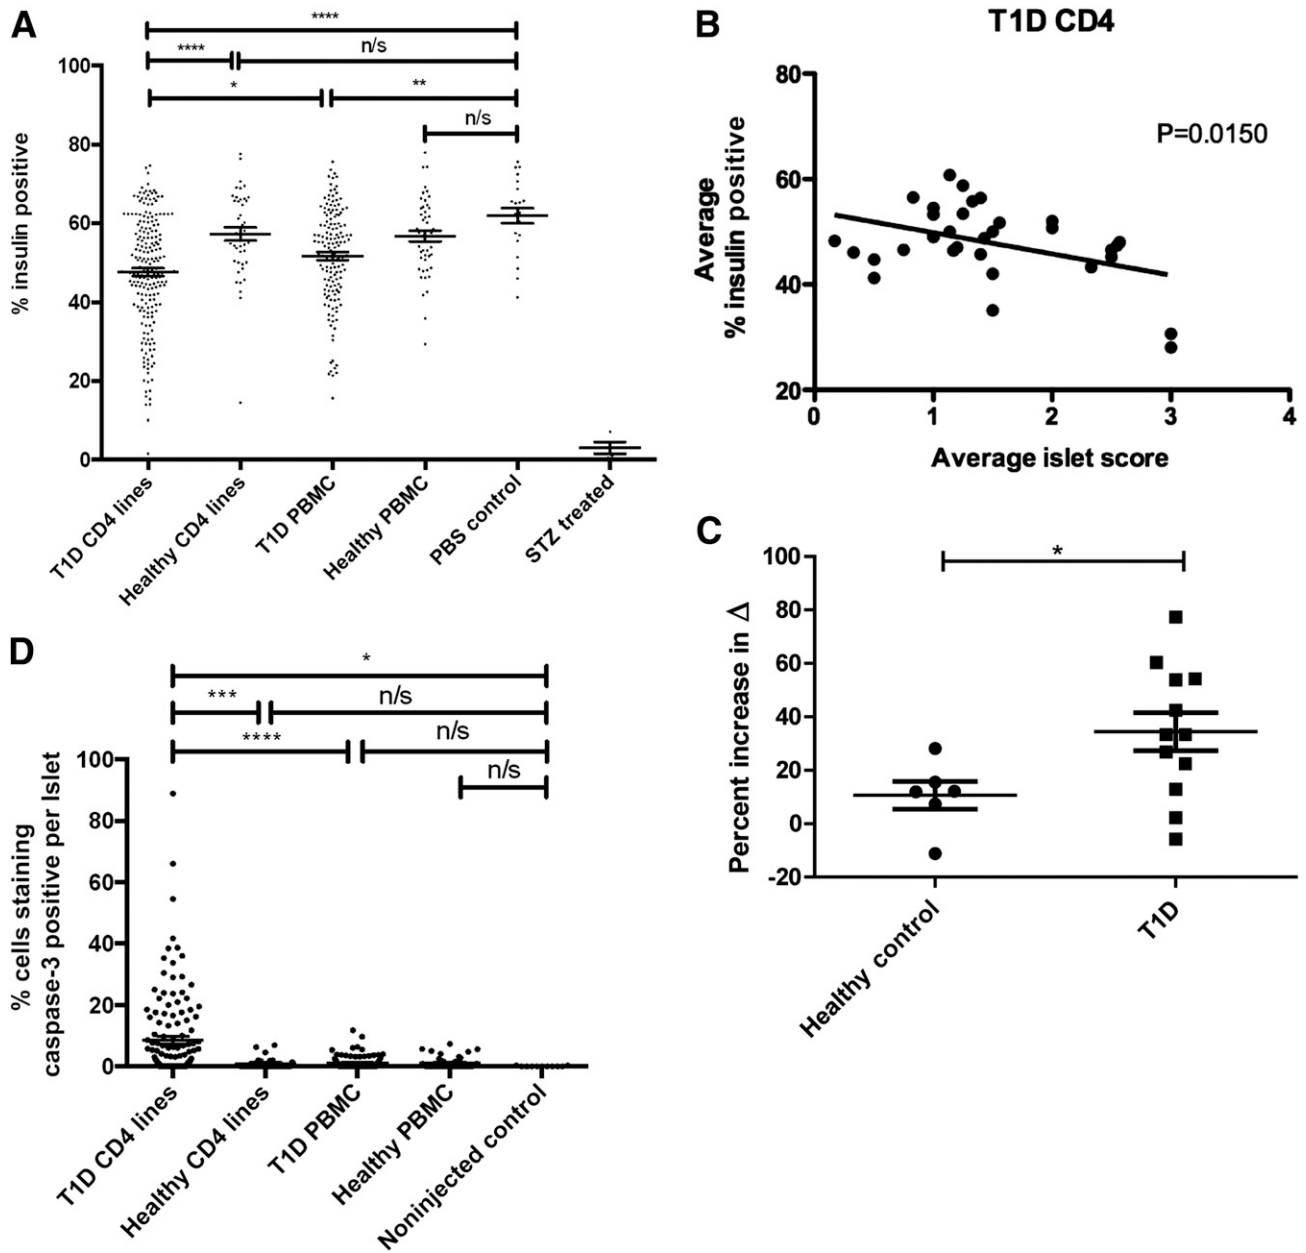 A
****
****
n/s
*
**
n/s
% insulin positive
100
80
60
40
20
0
T1D CD4 lines
Healthy CD4 lines
T1D PBMC
Healthy PBMC
PBS control
STZ treated
B
T1D CD4
P=0.0150
Average
% insulin positive
80
60
40
20
0
1
2
3
4
Average islet score
C
*
Percent increase in Δ
100
80
60
40
20
0
-20
Healthy control
T1D
D
*
***
n/s
****
n/s
n/s
% cells staining
caspase-3 positive per Islet
100
80
60
40
20
0
T1D CD4 lines
Healthy CD4 lines
T1D PBMC
Healthy PBMC
Noninjected control